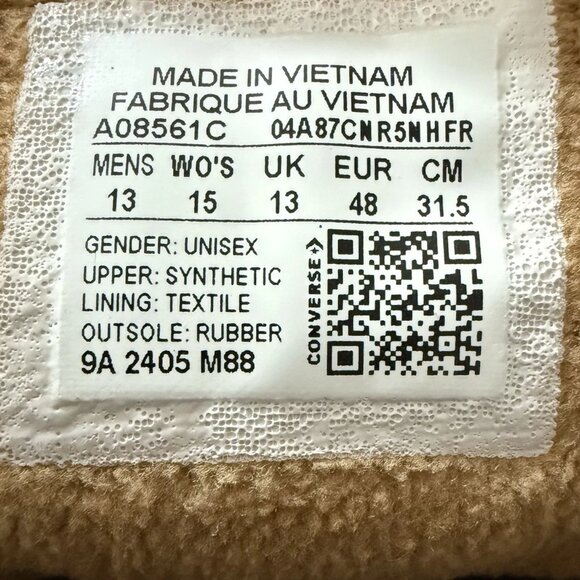 MADE IN VIETNAM
FABRIQUE AU VIETNAM
A08561C 04A87CNR5NHFR
MENS WO'S UK EUR CM
13 15 13 48 31.5
GENDER: UNISEX
UPPER: SYNTHETIC
LINING: TEXTILE
OUTSOLE: RUBBER
9A 2405 M88
CONVERSE